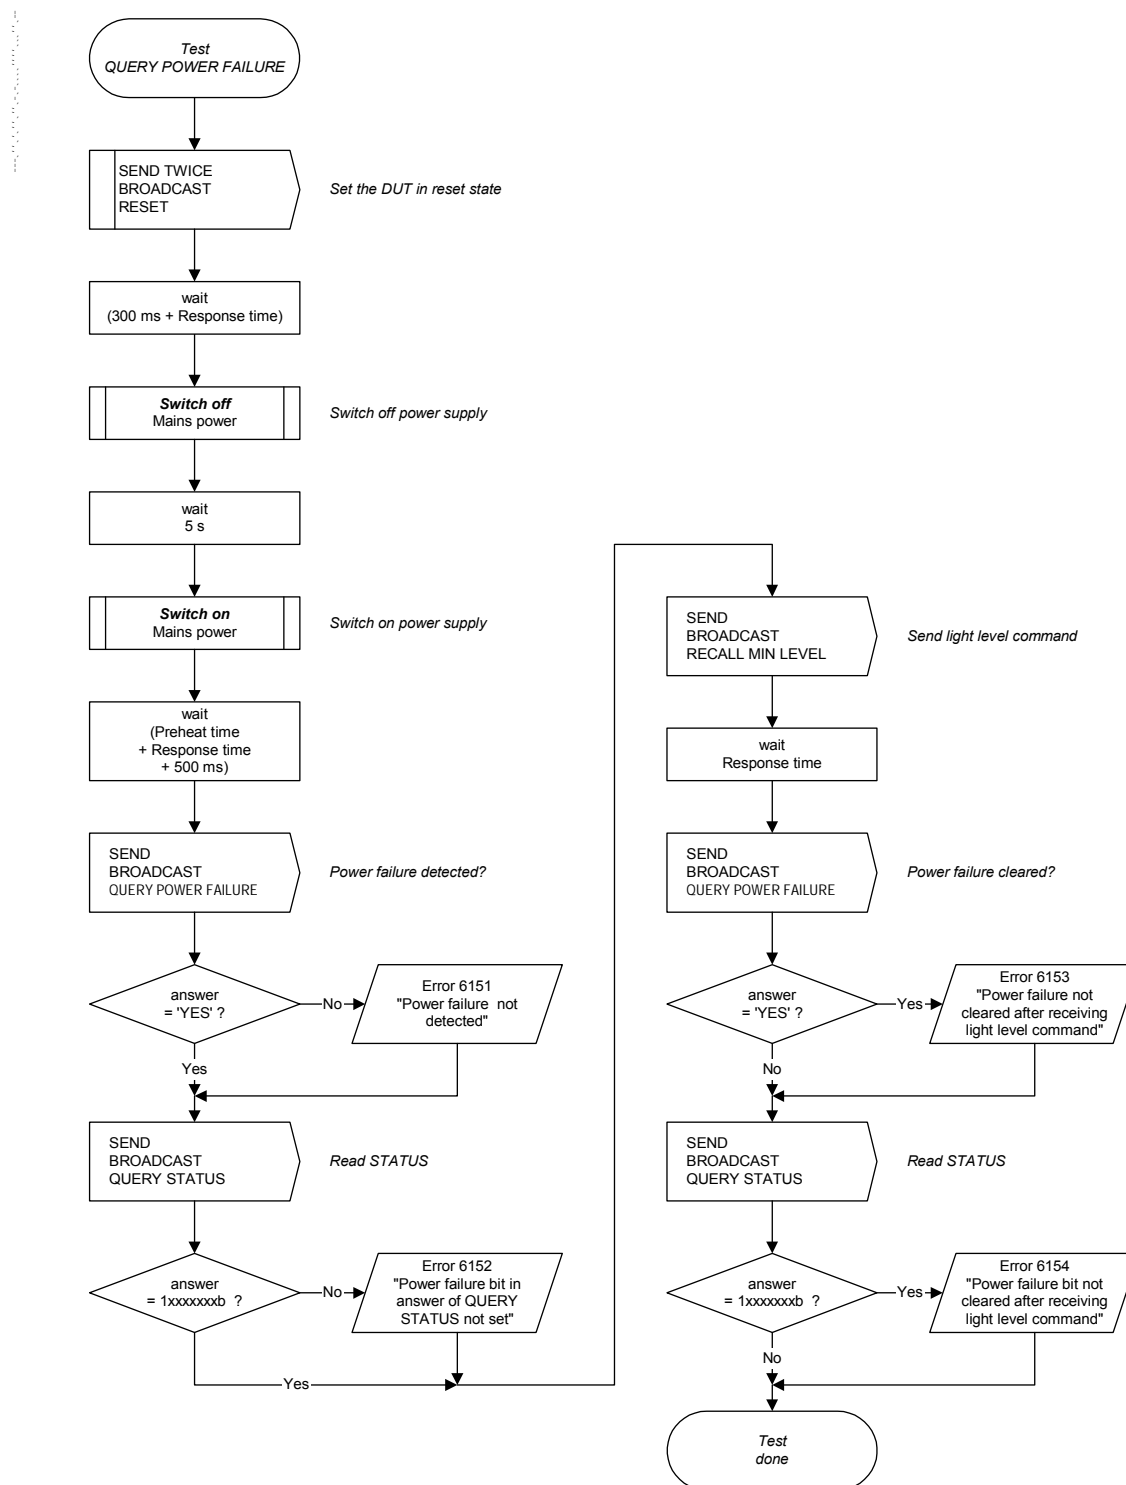 Test
QUERY POWER FAILURE
SEND TWICE
BROADCAST
RESET
Set the DUT in reset state
wait
(300 ms + Response time)
Switch off
Mains power
Switch off power supply
wait
5 s
Switch on
Mains power
Switch on power supply
wait
(Preheat time
+ Response time
+ 500 ms)
SEND
BROADCAST
QUERY POWER FAILURE
Power failure detected?
answer
= 'YES' ?
No
Error 6151
"Power failure not
detected"
Yes
SEND
BROADCAST
QUERY STATUS
Read STATUS
answer
= 1xxxxxxxb ?
No
Error 6152
"Power failure bit in
answer of QUERY
STATUS not set"
Yes
SEND
BROADCAST
RECALL MIN LEVEL
Send light level command
wait
Response time
SEND
BROADCAST
QUERY POWER FAILURE
Power failure cleared?
answer
= 'YES' ?
Yes
Error 6153
"Power failure not
cleared after receiving
light level command"
No
SEND
BROADCAST
QUERY STATUS
Read STATUS
answer
= 1xxxxxxxb ?
Yes
Error 6154
"Power failure bit not
cleared after receiving
light level command"
No
Test
done